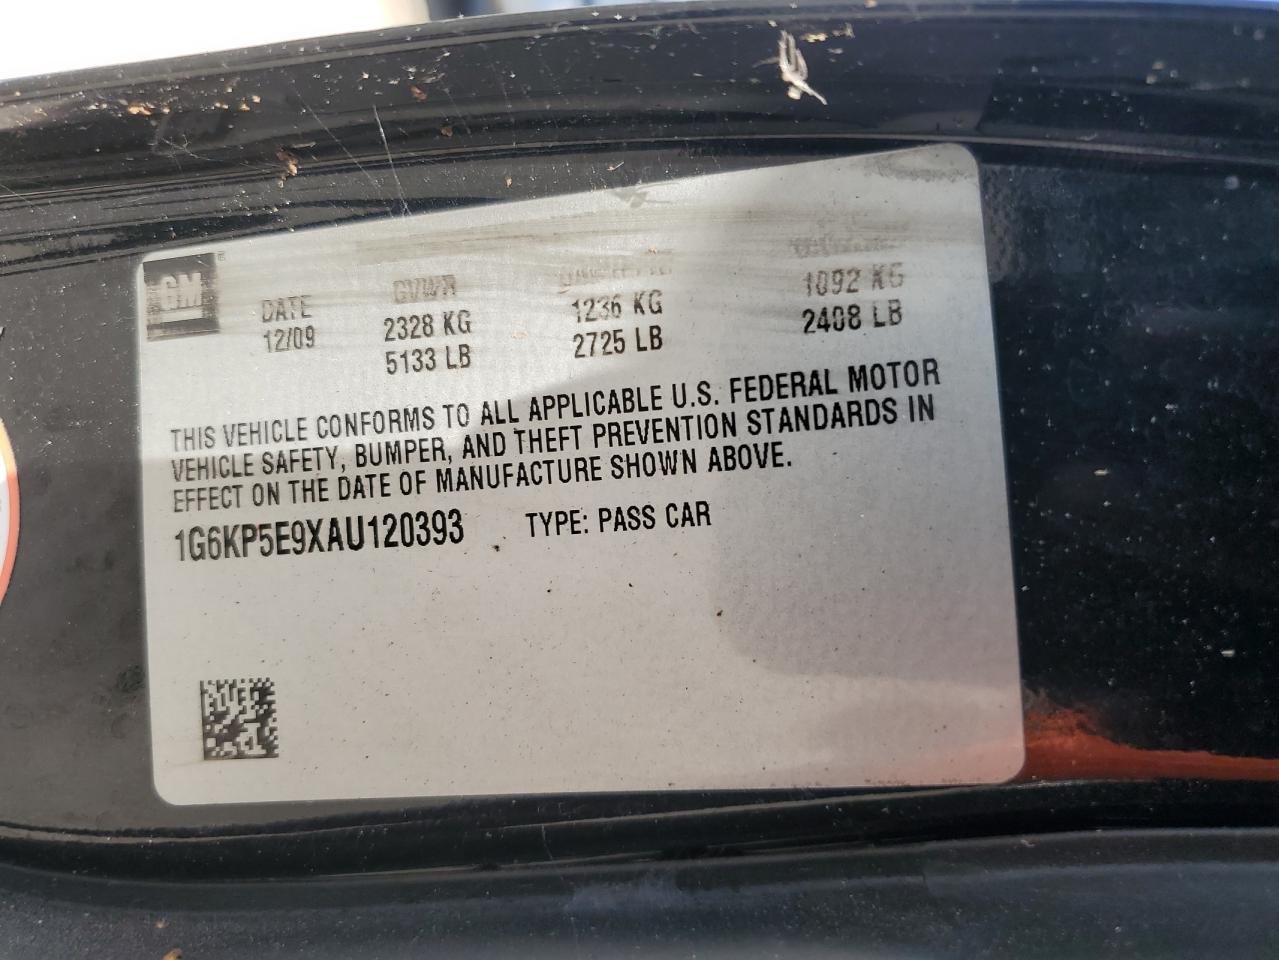 GM
DATE GVWR
12/09 2328 KG 1236 KG 1092 KG
5133 LB 2725 LB 2408 LB
THIS VEHICLE CONFORMS TO ALL APPLICABLE U.S. FEDERAL MOTOR
VEHICLE SAFETY, BUMPER, AND THEFT PREVENTION STANDARDS IN
EFFECT ON THE DATE OF MANUFACTURE SHOWN ABOVE.
1G6KP5E9XAU120393 TYPE: PASS CAR